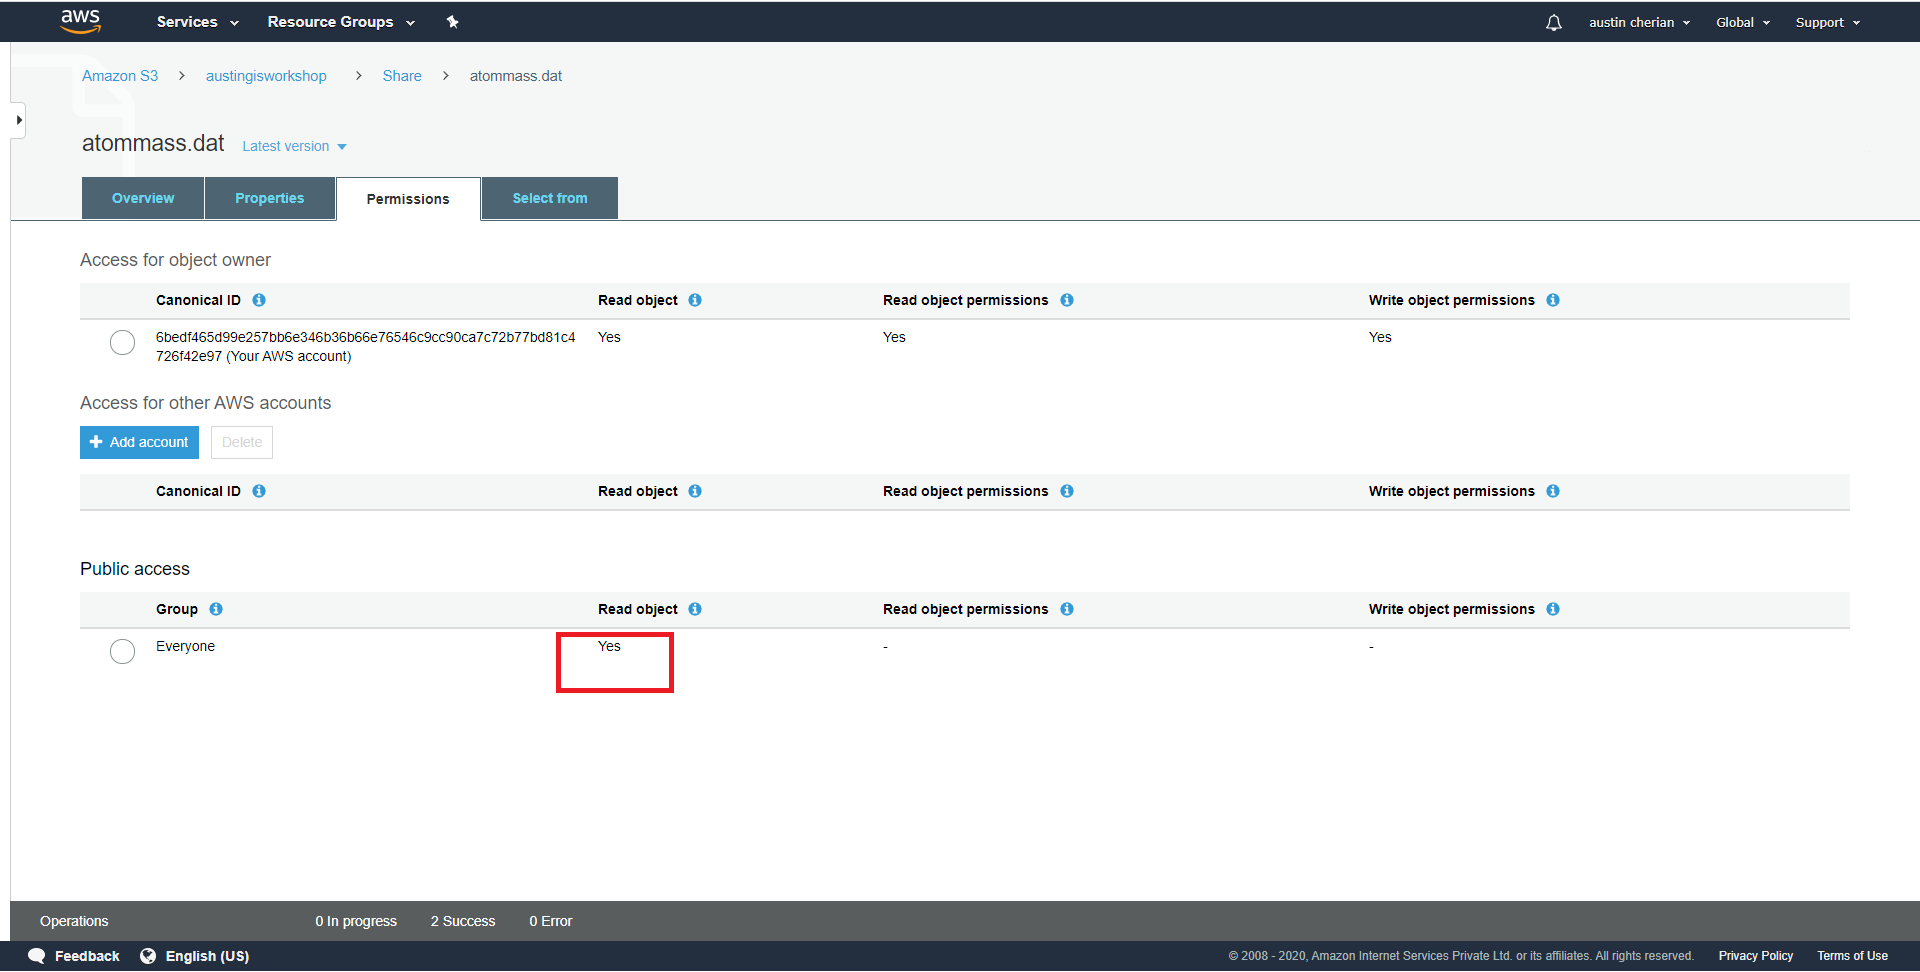 aws Services Resource Groups austin cherian Global Support
Amazon S3 > austingisworkshop > Share > atommass.dat
atommass.dat Latest version
Overview Properties Permissions Select from
Access for object owner
Canonical ID Read object Read object permissions Write object permissions
6bedf465d99e257bb6e346b36b66e76546c9cc90ca7c72b77bd81c4 Yes Yes Yes
726f42e97 (Your AWS account)
Access for other AWS accounts
Add account Delete
Canonical ID Read object Read object permissions Write object permissions
Public access
Group Read object Read object permissions Write object permissions
Everyone Yes - -
Operations 0 In progress 2 Success 0 Error
Feedback English (US) © 2008 - 2020, Amazon Internet Services Private Ltd. or its affiliates. All rights reserved. Privacy Policy Terms of Use